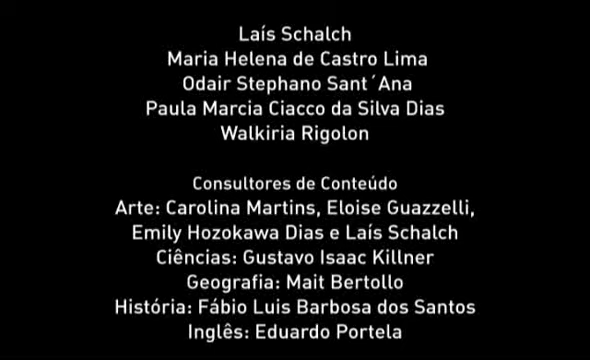 Laís Schalch
Maria Helena de Castro Lima
Odair Stephano Sant´Ana
Paula Marcia Ciacco da Silva Dias
Walkiria Rigolon
Consultores de Conteúdo
Arte: Carolina Martins, Eloise Guazzelli,
Emily Hozokawa Dias e Laís Schalch
Ciências: Gustavo Isaac Killner
Geografia: Mait Bertollo
História: Fábio Luis Barbosa dos Santos
Inglês: Eduardo Portela